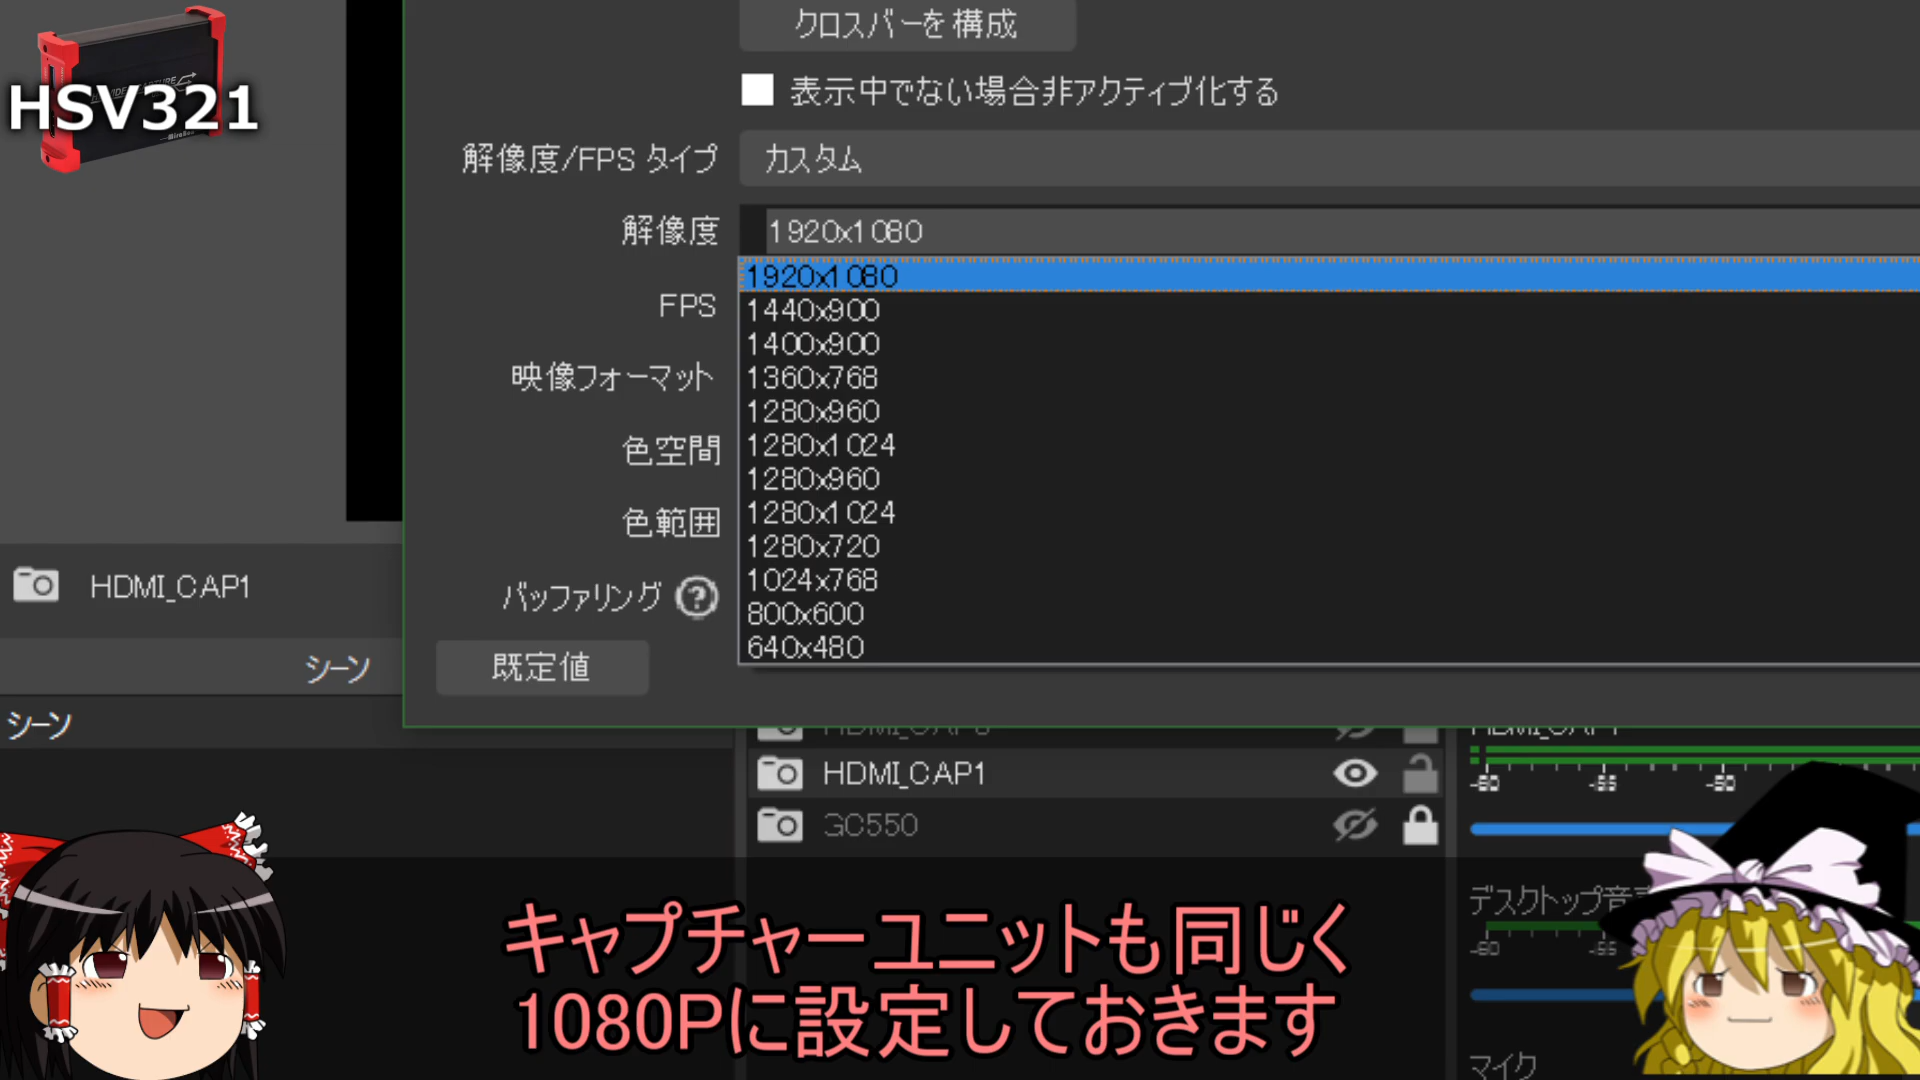 HSV321
クロスバーを構成
表示中でない場合非アクティブ化する
解像度/FPS タイプ
カスタム
解像度
1920x1080
1920x1080
1440x900
FPS
1400x900
1360x768
映像フォーマット
1280x960
1280x1024
色空間
1280x960
1280x1024
色範囲
1280x720
1024x768
バッファリング
800x600
640x480
HDMI_CAP1
既定値
シーン
シーン
HDMI_CAP1
HDMI_CAP1
-60 -55 -50
GC550
デスクトップ音
-60 -55
マイク
キャプチャーユニットも同じく
1080Pに設定しておきます